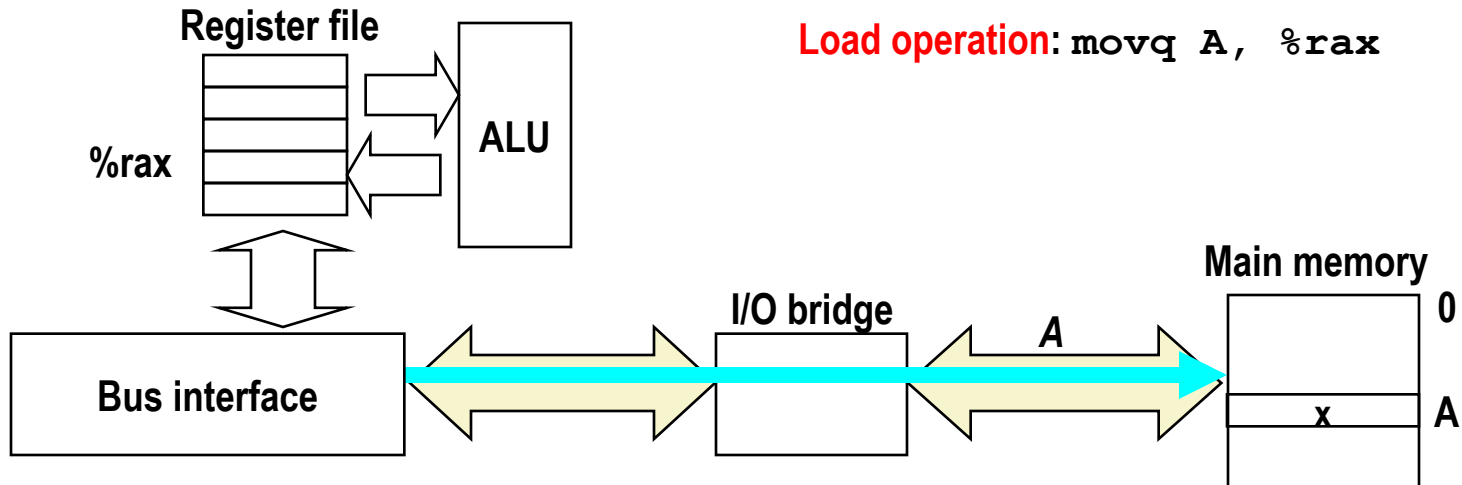 Register file
Load operation: movq A, %rax
ALU
%rax
Main memory
0
I/O bridge
A
Bus interface
x
A